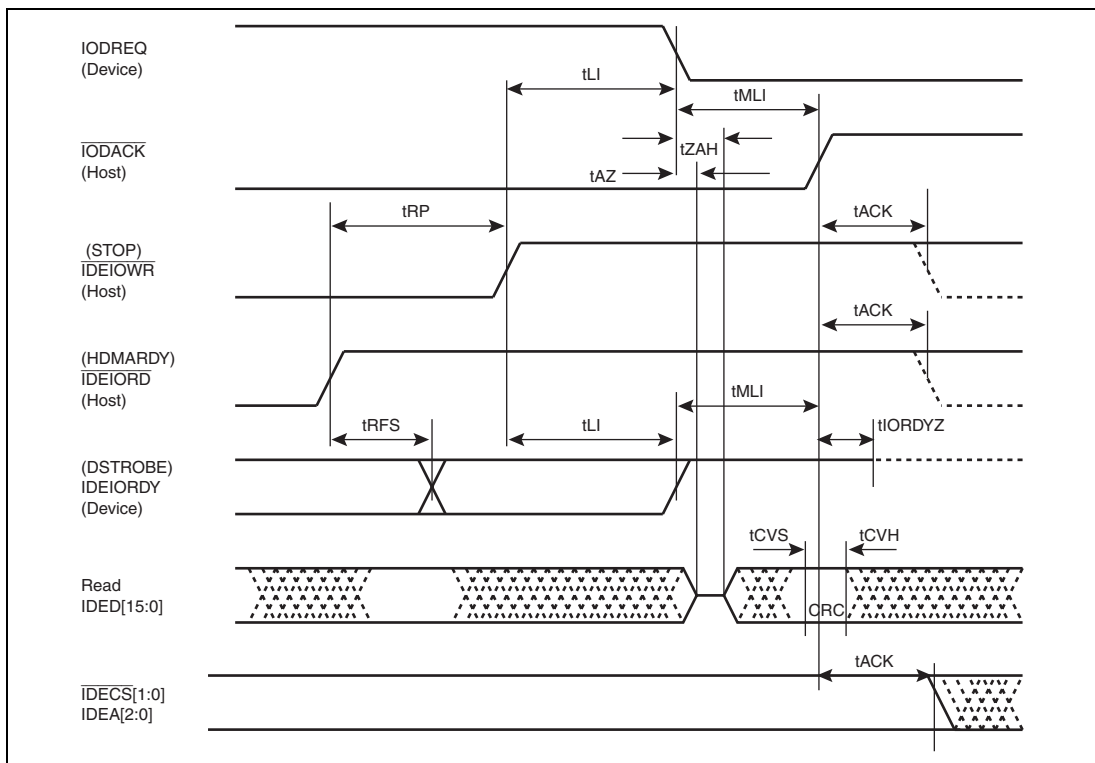 IODREQ
(Device)
tLI
tMLI
IODACK
(Host)
tZAH
tAZ
tRP
tACK
(STOP)
IDEIOWR
(Host)
tACK
(HDMARDY)
IDEIORD
(Host)
tMLI
tRFS
tLI
tIORDYZ
(DSTROBE)
IDEIORDY
(Device)
tCVS
tCVH
Read
IDED[15:0]
CRC
tACK
IDECS[1:0]
IDEA[2:0]